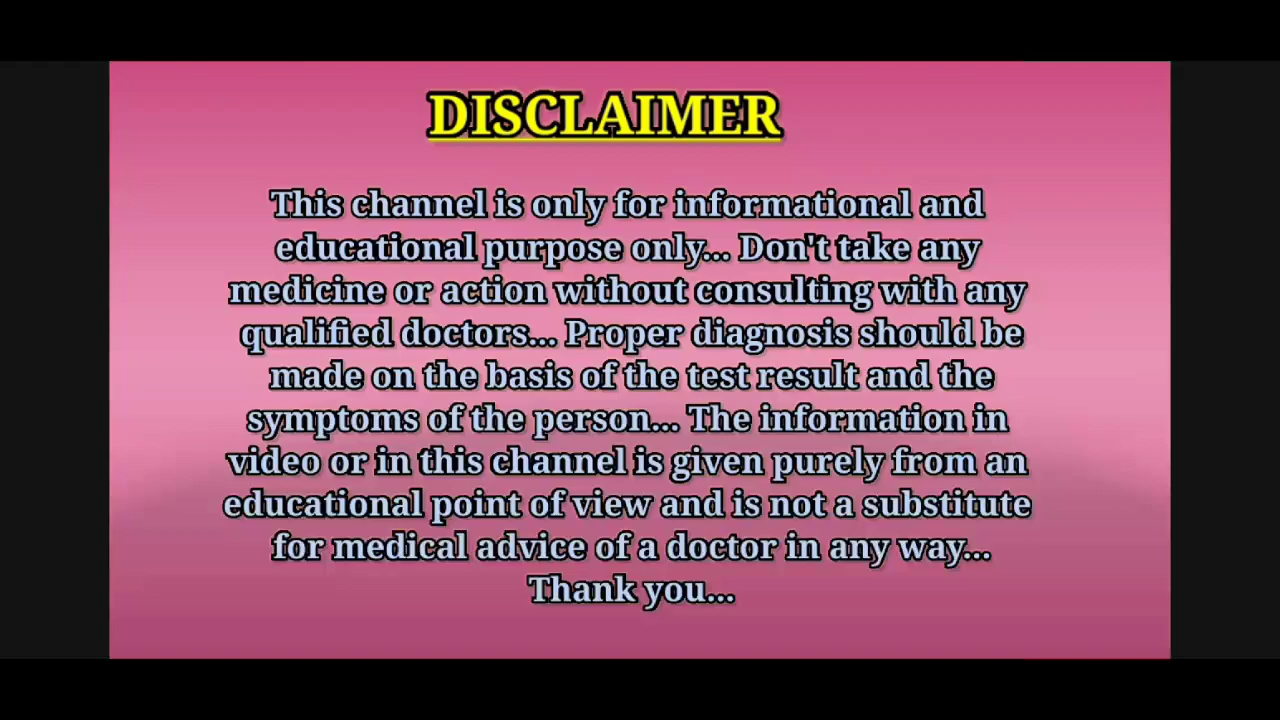 DISCLAIMER
This channel is only for informational and
educational purpose only... Don't take any
medicine or action without consulting with any
qualified doctors... Proper diagnosis should be
made on the basis of the test result and the
symptoms of the person... The information in
video or in this channel is given purely from an
educational point of view and is not a substitute
for medical advice of a doctor in any way...
Thank you...